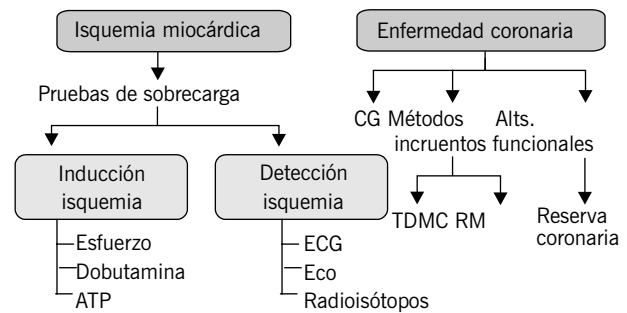 Isquemia miocárdica
Pruebas de sobrecarga
Inducción
isquemia
Esfuerzo
Dobutamina
ATP
Detección
isquemia
ECG
Eco
Radioisótopos
Enfermedad coronaria
CG
Métodos
incruentos
TDMC RM
Alts.
funcionales
Reserva
coronaria